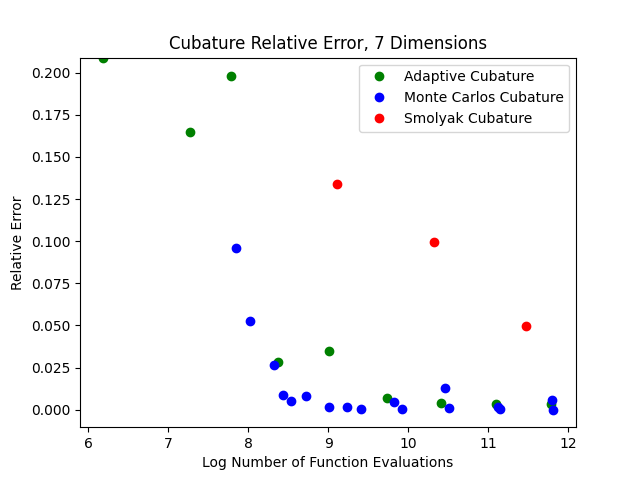 Cubature Relative Error, 7 Dimensions
Adaptive Cubature
Monte Carlos Cubature
Smolyak Cubature
Relative Error
0.200
0.175
0.150
0.125
0.100
0.075
0.050
0.025
0.000
6 7 8 9 10 11 12
Log Number of Function Evaluations